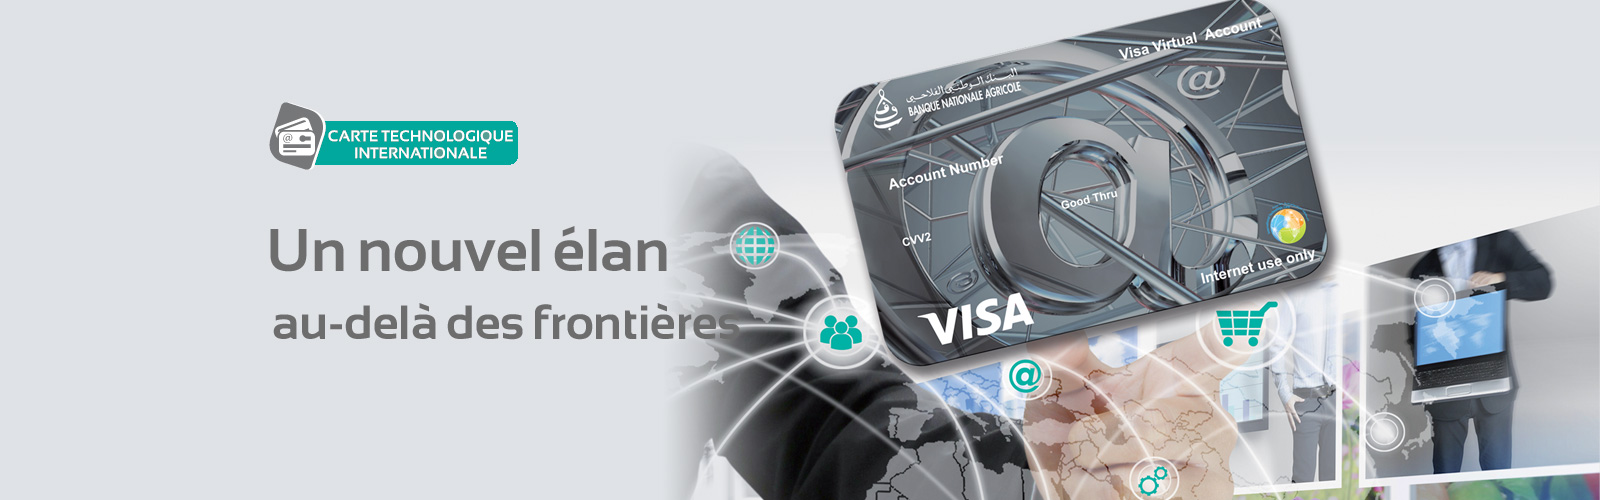 CARTE TECHNOLOGIQUE
INTERNATIONALE
Un nouvel élan
au-delà des frontières
Visa Virtual Account
@
البنك الوطني الفلاحي
BANQUE NATIONALE AGRICOLE
Account Number
Good Thru
CVV2
Internet use only
VISA
@